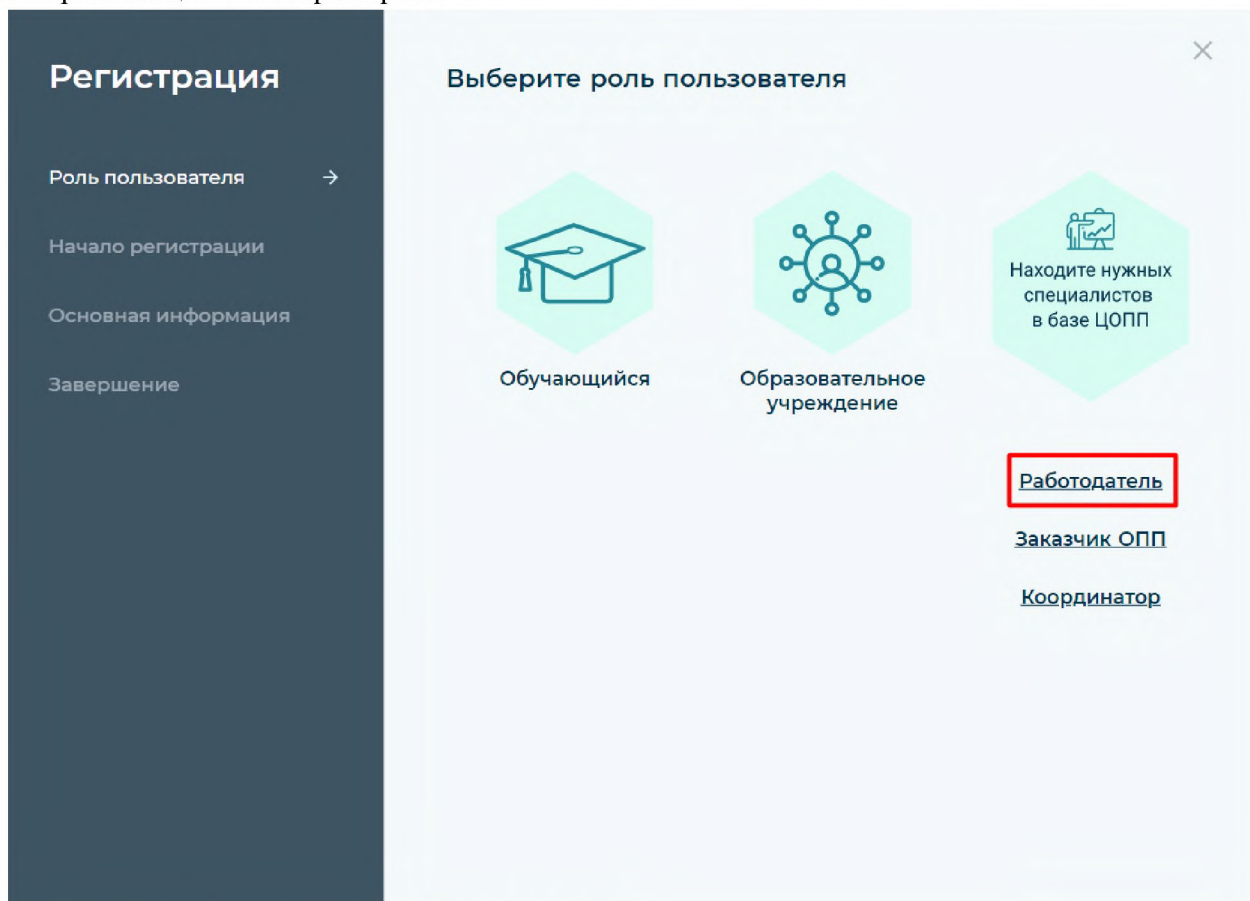 Регистрация
Роль пользователя
Начало регистрации
Основная информация
Завершение
Выберите роль пользователя
Обучающийся
Образовательное
учреждение
Находите нужных
специалистов
в базе ЦОПП
Работодатель
Заказчик ОПП
Координатор